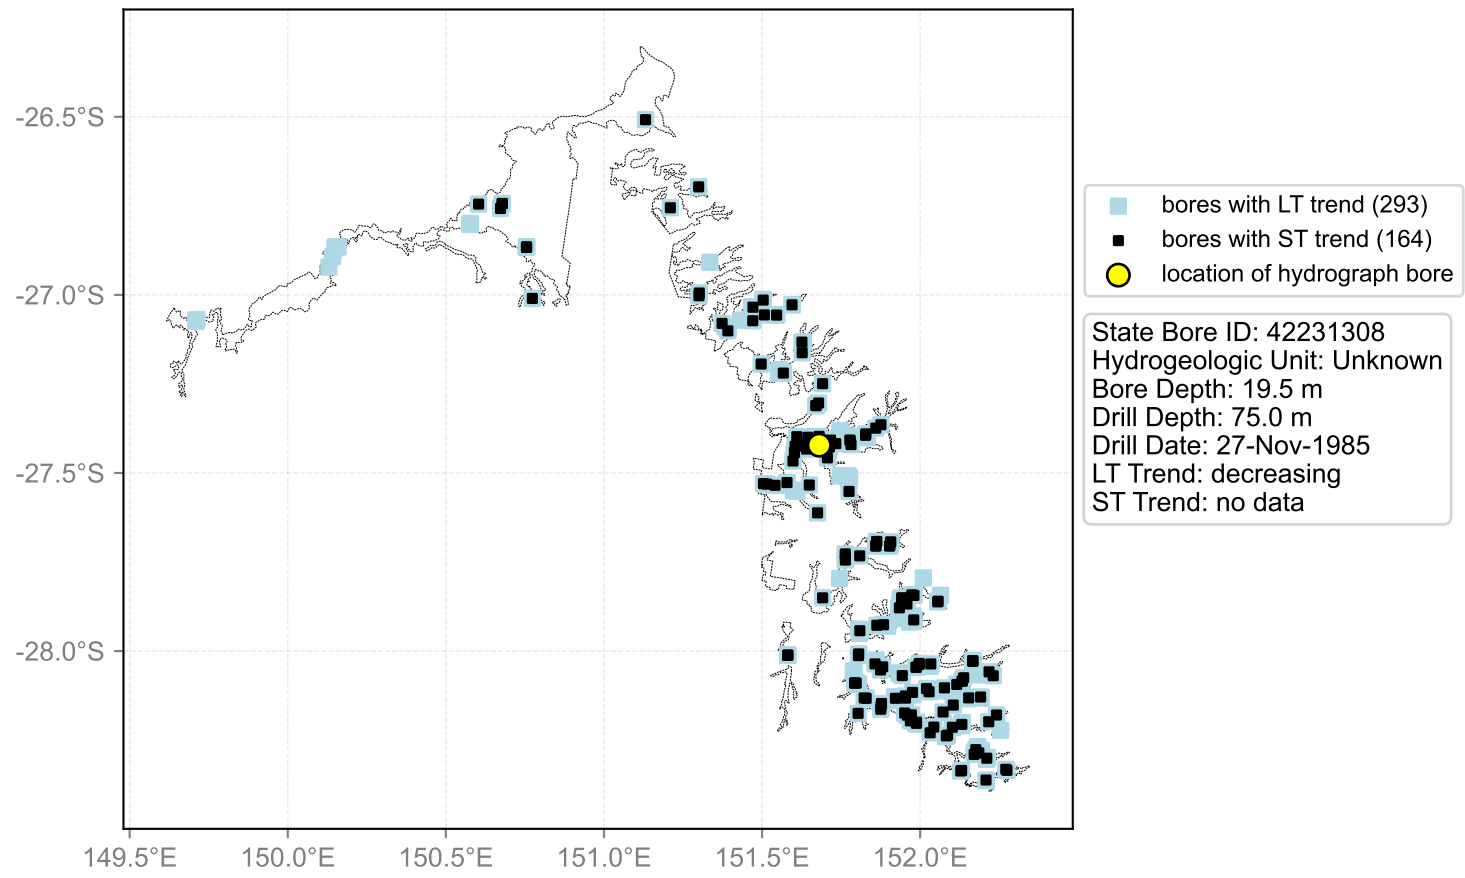 -26.5°S
-27.0°S
-27.5°S
-28.0°S
149.5°E
150.0°E
150.5°E
151.0°E
151.5°E
152.0°E
bores with LT trend (293)
bores with ST trend (164)
location of hydrograph bore
State Bore ID: 42231308
Hydrogeologic Unit: Unknown
Bore Depth: 19.5 m
Drill Depth: 75.0 m
Drill Date: 27-Nov-1985
LT Trend: decreasing
ST Trend: no data